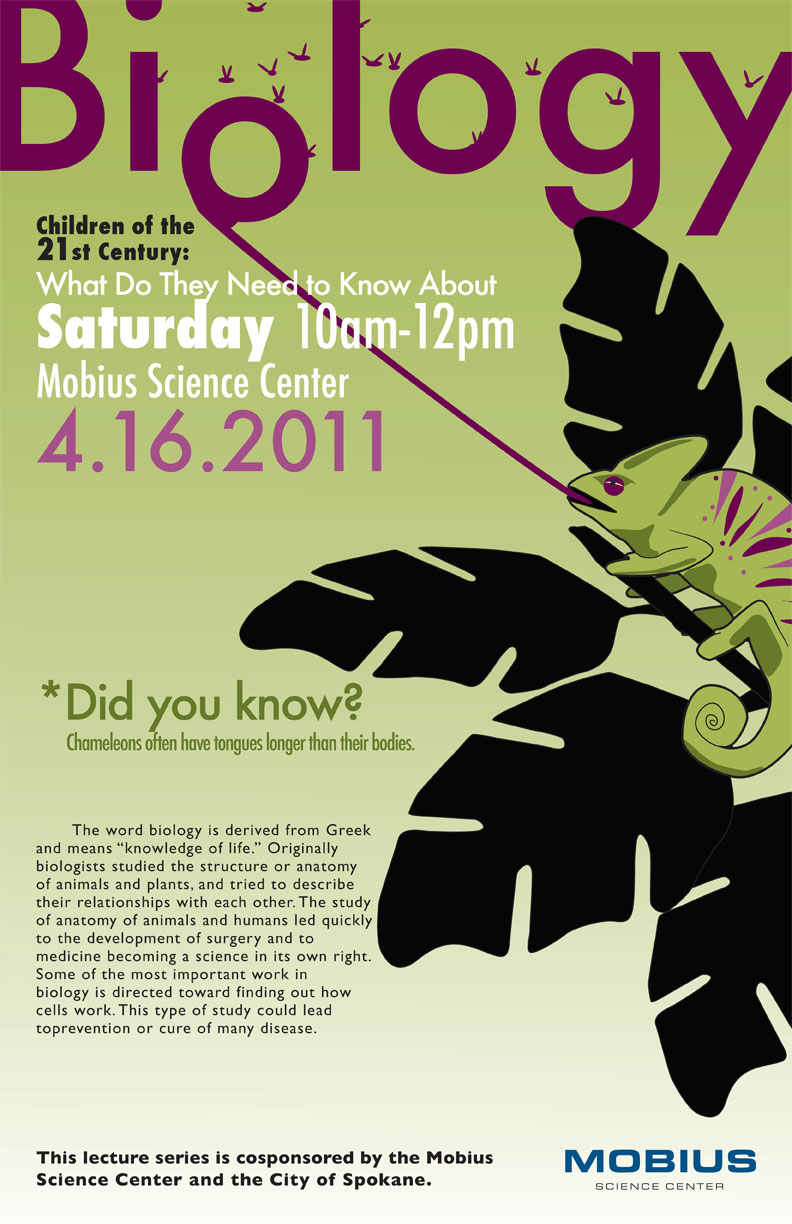 Biology
Children of the
21st Century:
What Do They Need to Know About
Saturday 10am-12pm
Mobius Science Center
4.16.2011
*Did you know?
Chameleons often have tongues longer than their bodies.
The word biology is derived from Greek
and means “knowledge of life.” Originally
biologists studied the structure or anatomy
of animals and plants, and tried to describe
their relationships with each other. The study
of anatomy of animals and humans led quickly
to the development of surgery and to
medicine becoming a science in its own right.
Some of the most important work in
biology is directed toward finding out how
cells work. This type of study could lead
toprevention or cure of many disease.
This lecture series is cosponsored by the Mobius
Science Center and the City of Spokane.
MOBIUS
SCIENCE CENTER